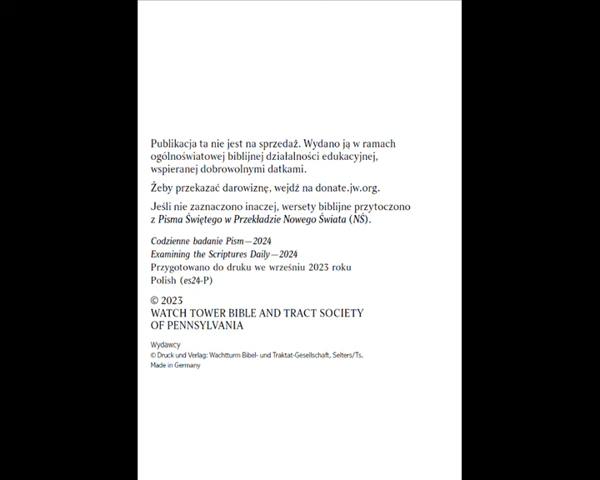 Publikacja ta nie jest na sprzedaż. Wydano ją w ramach
ogólnoświatowej biblijnej działalności edukacyjnej,
wspieranej dobrowolnymi datkami.
Żeby przekazać darowiznę, wejdź na donate.jw.org.
Jeśli nie zaznaczono inaczej, wersety biblijne przytoczono
z Pisma Świętego w Przekładzie Nowego Świata (NŚ).
Codzienne badanie Pism—2024
Examining the Scriptures Daily—2024
Przygotowano do druku we wrześniu 2023 roku
Polish (es24-P)
© 2023
WATCH TOWER BIBLE AND TRACT SOCIETY
OF PENNSYLVANIA
Wydawcy
© Druck und Verlag: Wachtturm Bibel- und Traktat-Gesellschaft, Selters/Ts.
Made in Germany